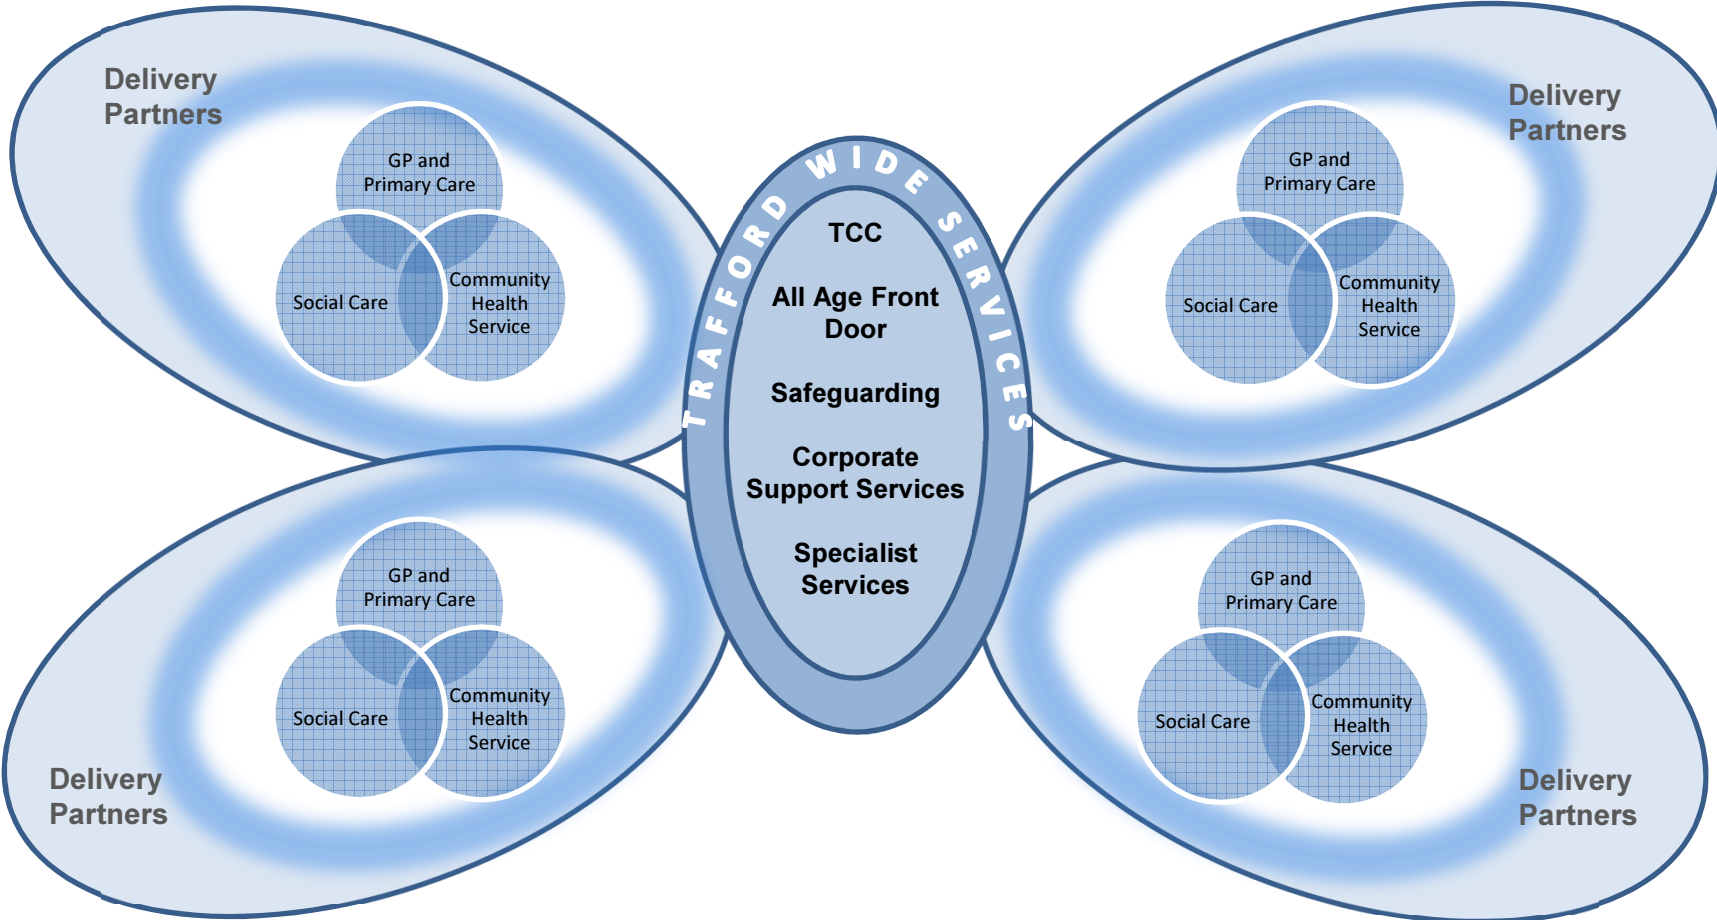 Delivery
Partners
GP and
Primary Care
Social Care
Community
Health
Service
TRAFFORD WIDE SERVICES
TCC
All Age Front
Door
Safeguarding
Corporate
Support Services
Specialist
Services
Delivery
Partners
GP and
Primary Care
Social Care
Community
Health
Service
GP and
Primary Care
Social Care
Community
Health
Service
Delivery
Partners
GP and
Primary Care
Social Care
Community
Health
Service
Delivery
Partners